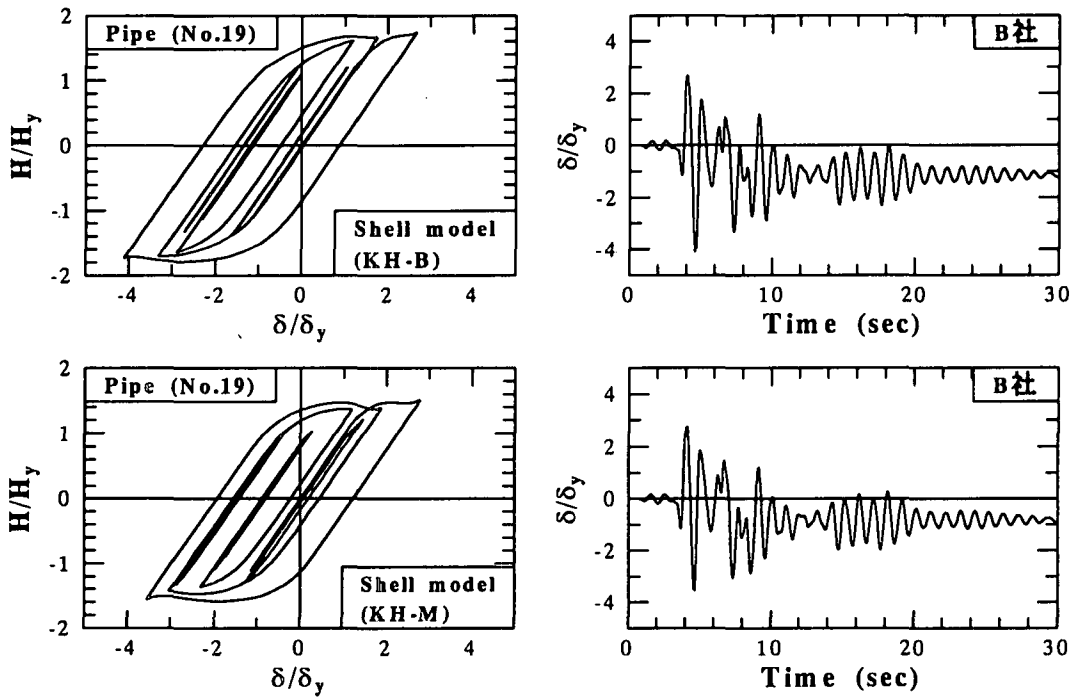 2
Pipe (No.19)
1
0
-1
-2
H/Hy
Shell model
(KH-B)
-4
-2
0
2
4
δ/δy
B社
4
2
0
-2
-4
δ/δy
0
10
20
30
Time (sec)
2
Pipe (No.19)
1
0
-1
-2
H/Hy
Shell model
(KH-M)
-4
-2
0
2
4
δ/δy
B社
4
2
0
-2
-4
δ/δy
0
10
20
30
Time (sec)